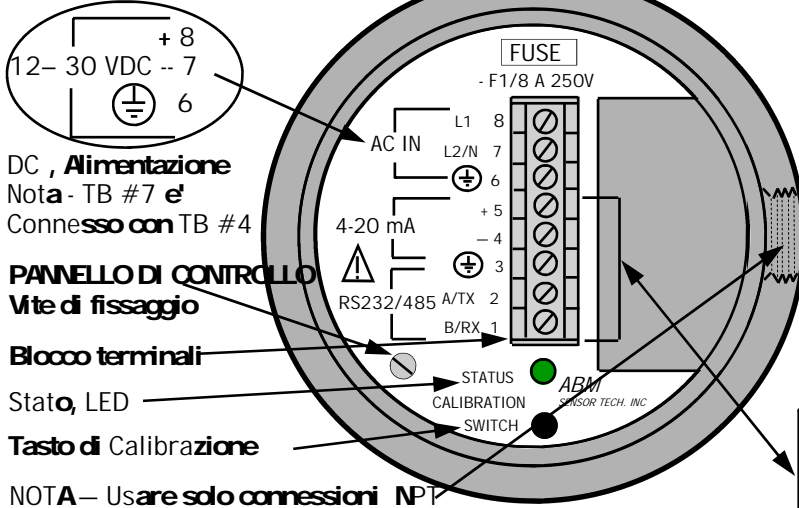 + 8
12– 30 VDC -- 7
6
DC , Alimentazione
Nota - TB #7 e'
Connesso con TB #4
PANNELLO DI CONTROLLO
Vite di fissaggio
Blocco terminali
Stato, LED
Tasto di Calibrazione
NOTA – Usare solo connessioni NPT
FUSE
- F1/8 A 250V
AC IN
L1 8
L2/N 7
6
4-20 mA
+ 5
– 4
3
RS232/485
A/TX 2
B/RX 1
STATUS
CALIBRATION
SWITCH
ABM
SENSOR TECH. INC